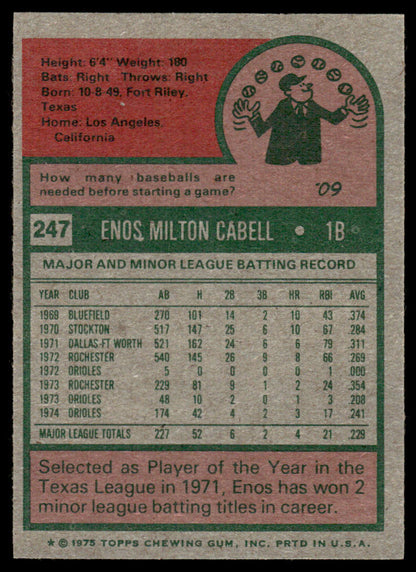 Height: 6'4" Weight: 180
Bats: Right Throws: Right
Born: 10-8-49, Fort Riley,
Texas
Home: Los Angeles,
California
How many baseballs are
needed before starting a game?
60.
247 ENOS MILTON CABELL • 1B
MAJOR AND MINOR LEAGUE BATTING RECORD
YEAR CLUB AB H 2B 3B HR RBI AVG
1968 BLUEFIELD 270 101 14 2 10 43 .374
1970 STOCKTON 517 147 25 6 10 67 .284
1971 DALLAS-FT WORTH 521 162 24 6 6 79 .311
1972 ROCHESTER 540 145 26 9 8 66 .269
1972 ORIOLES 5 0 0 0 0 1 .000
1973 ROCHESTER 229 81 9 1 2 24 .354
1973 ORIOLES 48 10 2 0 1 3 .208
1974 ORIOLES 174 42 4 2 3 17 .241
MAJOR LEAGUE TOTALS 227 52 6 2 4 21 .229
Selected as Player of the Year in the
Texas League in 1971, Enos has won 2
minor league batting titles in career.
* © 1975 TOPPS CHEWING GUM, INC. PRTD IN U.S.A.